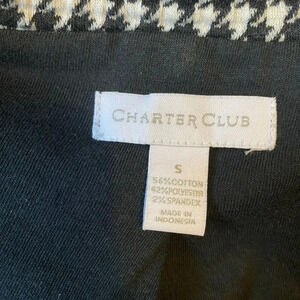 CHARTER CLUB
S
56% COTTON
42% POLYESTER
2% SPANDEX
MADE IN
INDONESIA